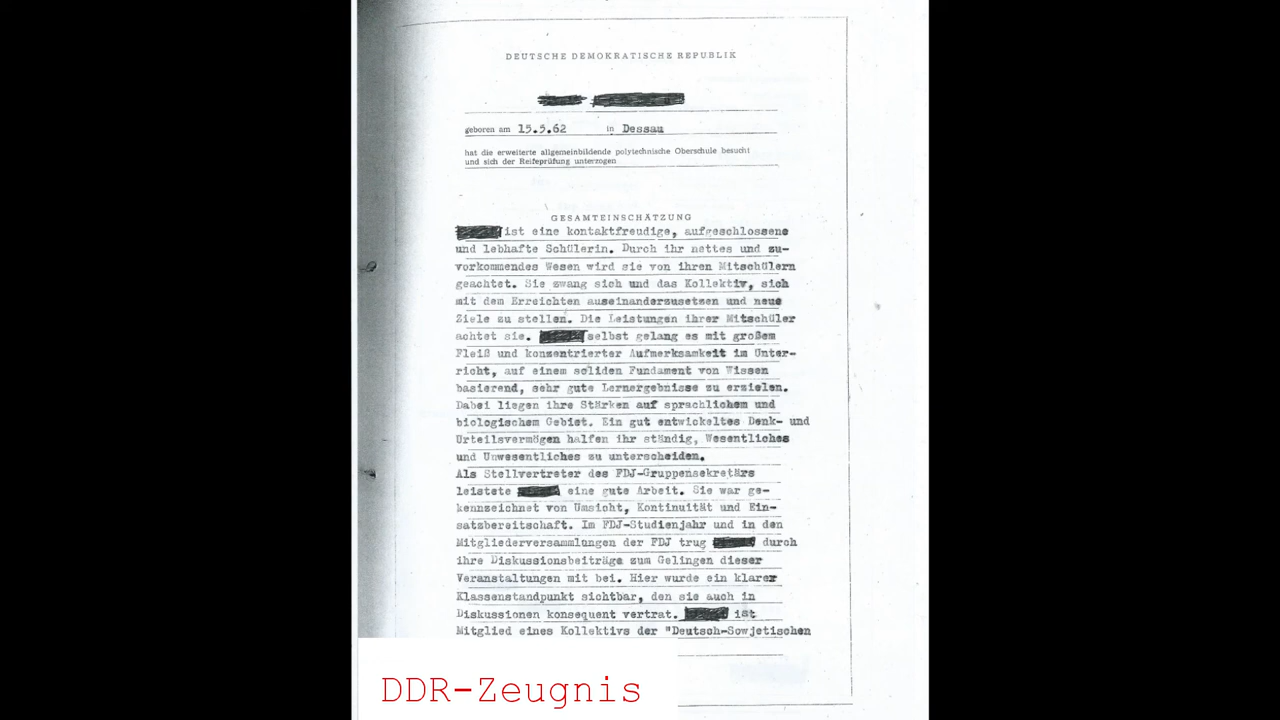 DEUTSCHE DEMOKRATISCHE REPUBLIK
geboren am 15.5.62 in Dessau
hat die erweiterte allgemeinbildende polytechnische Oberschule besucht
und sich der Reifeprüfung unterzogen
GESAMTEINSCHÄTZUNG
ist eine kontaktfreudige, aufgeschlossene
und lebhafte Schülerin. Durch ihr nettes und zu-
vorkommendes Wesen wird sie von ihren Mitschülern
geachtet. Sie zwang sich und das Kollektiv, sich
mit dem Erreichten auseinanderzusetzen und neue
Ziele zu stellen. Die Leistungen ihrer Mitschüler
achtet sie. selbst gelang es mit großem
Fleiß und konzentrierter Aufmerksamkeit im Unter-
richt, auf einem soliden Fundament von Wissen
basierend, sehr gute Lernergebnisse zu erzielen.
Dabei liegen ihre Stärken auf sprachlichem und
biologischem Gebiet. Ein gut entwickeltes Denk- und
Urteilsvermögen halfen ihr ständig, Wesentliches
und Unwesentliches zu unterscheiden.
Als Stellvertreter des FDJ-Gruppensekretärs
leistete eine gute Arbeit. Sie war ge-
kennzeichnet von Umsicht, Kontinuität und Ein-
satzbereitschaft. Im FDJ-Studienjahr und in den
Mitgliederversammlungen der FDJ trug durch
ihre Diskussionsbeiträge zum Gelingen dieser
Veranstaltungen mit bei. Hier wurde ein klarer
Klassenstandpunkt sichtbar, den sie auch in
Diskussionen konsequent vertrat. ist
Mitglied eines Kollektivs der "Deutsch-Sowjetischen
DDR-Zeugnis